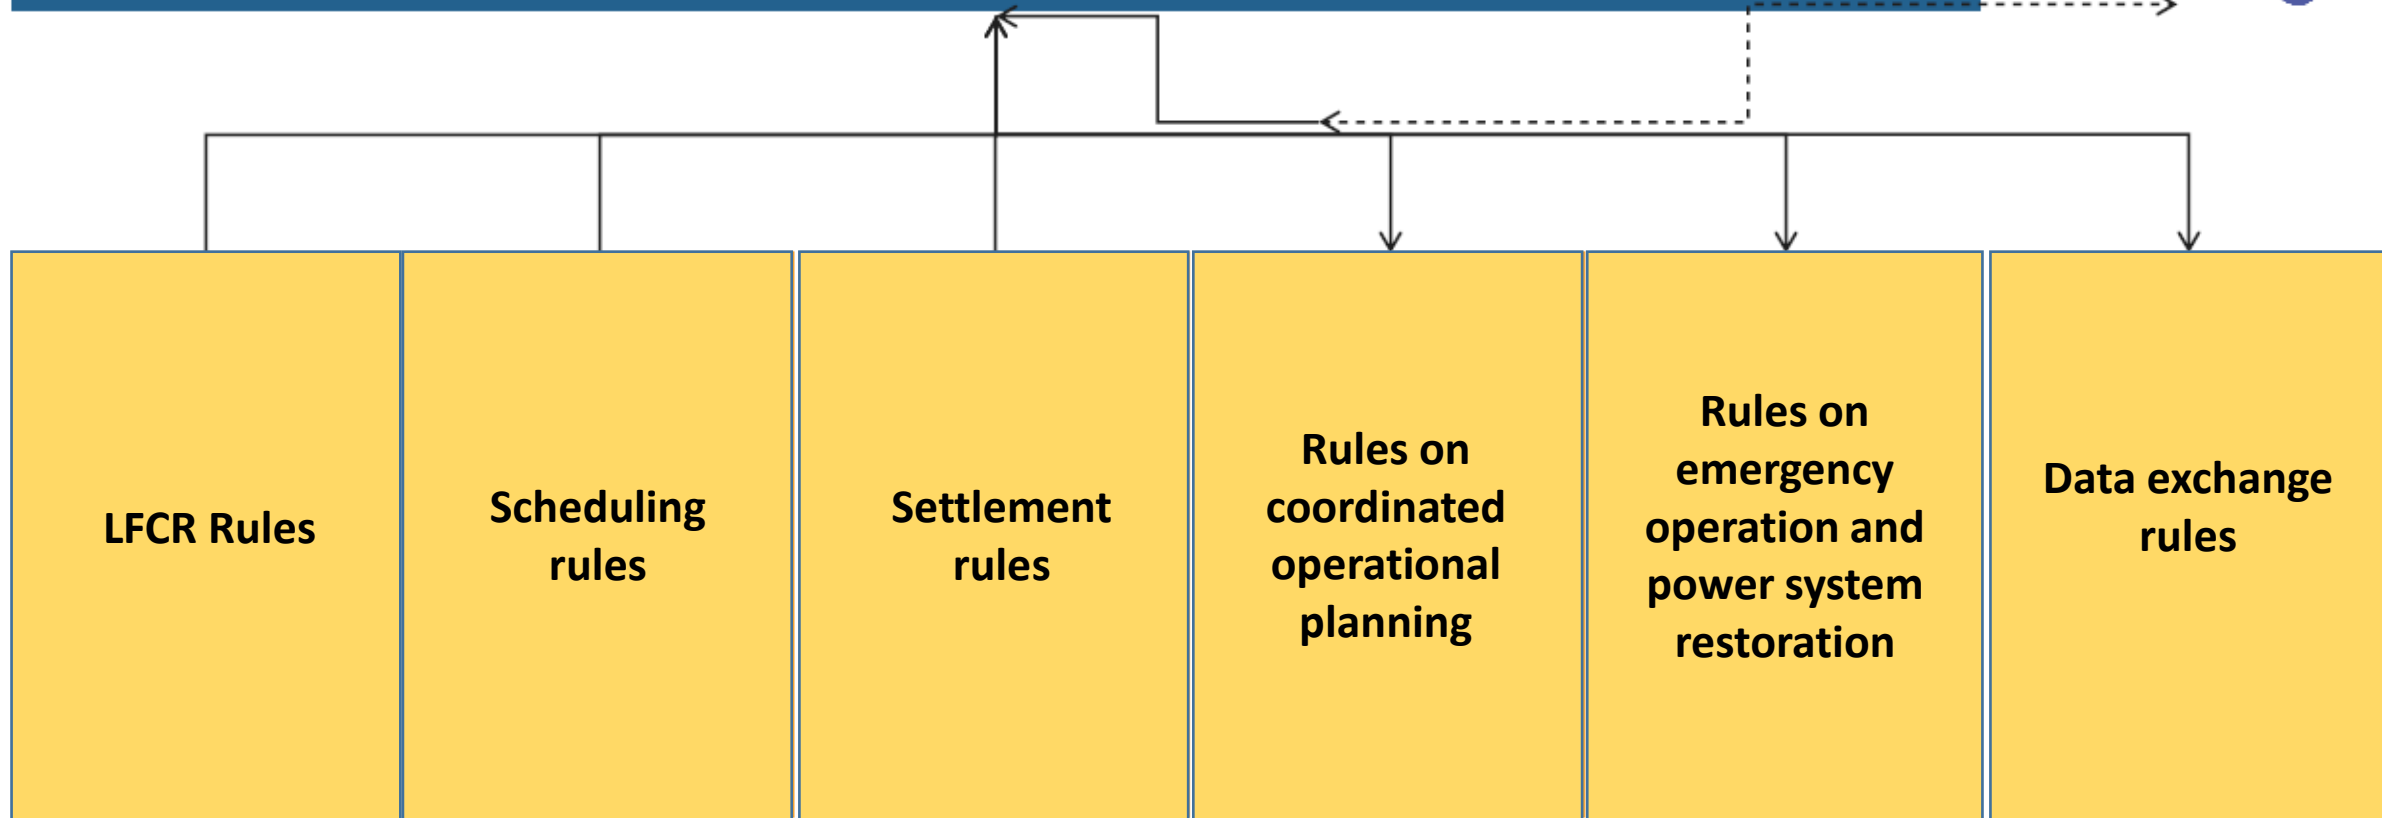 LFCR Rules
Scheduling
rules
Settlement
rules
Rules on
coordinated
operational
planning
Rules on
emergency
operation and
power system
restoration
Data exchange
rules